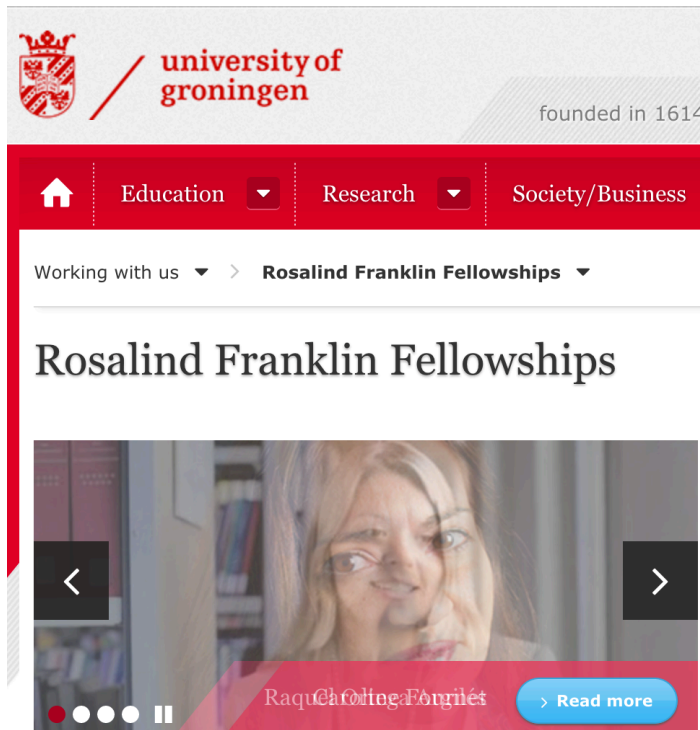 university of
groningen
founded in 1614
Education
Research
Society/Business
Working with us
Rosalind Franklin Fellowships
Rosalind Franklin Fellowships
Read more